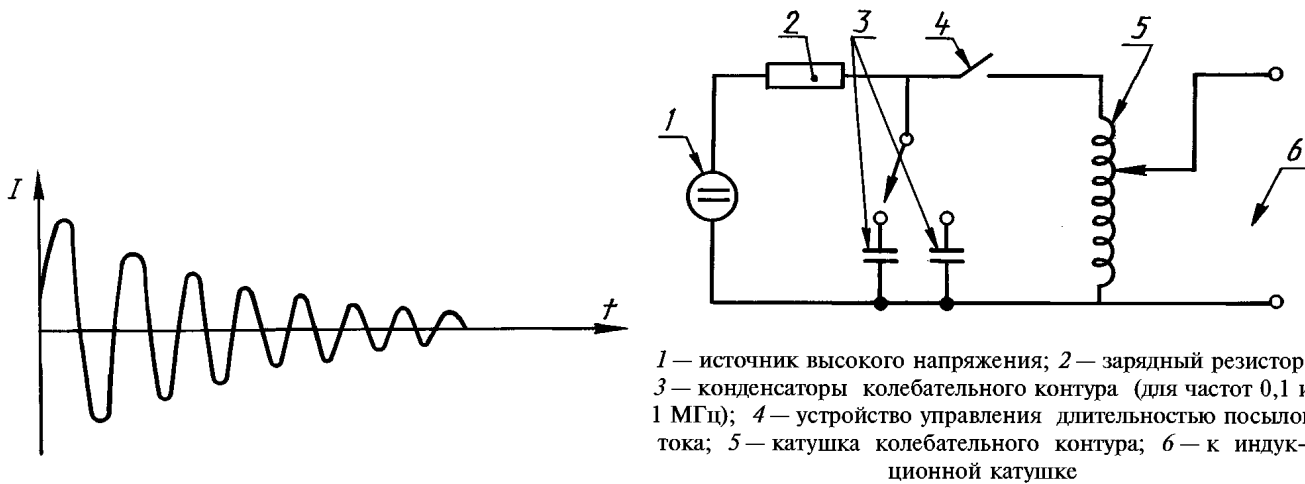 I
t
1
2
3
4
5
6
1 — источник высокого напряжения; 2 — зарядный резистор
3 — конденсаторы колебательного контура (для частот 0,1 и
1 МГц); 4 — устройство управления длительностью посылок
тока; 5 — катушка колебательного контура; 6 — к индук-
ционной катушке